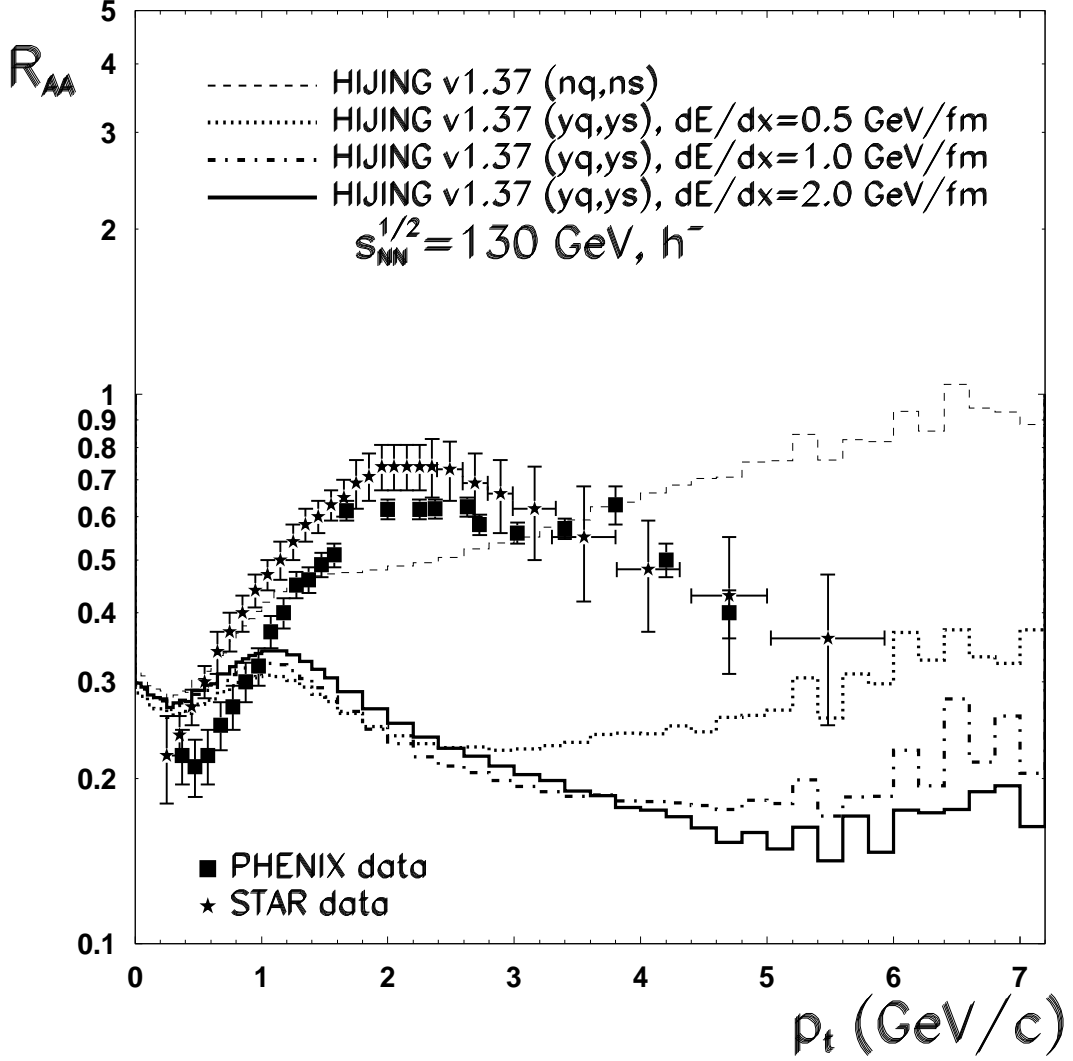 R_AA
5
4
3
2
1
0.9
0.8
0.7
0.6
0.5
0.4
0.3
0.2
0.1
HIJING v1.37 (nq,ns)
HIJING v1.37 (yq,ys), dE/dx=0.5 GeV/fm
HIJING v1.37 (yq,ys), dE/dx=1.0 GeV/fm
HIJING v1.37 (yq,ys), dE/dx=2.0 GeV/fm
s_NN^1/2=130 GeV, h^-
PHENIX data
STAR data
0 1 2 3 4 5 6 7
p_t (GeV/c)